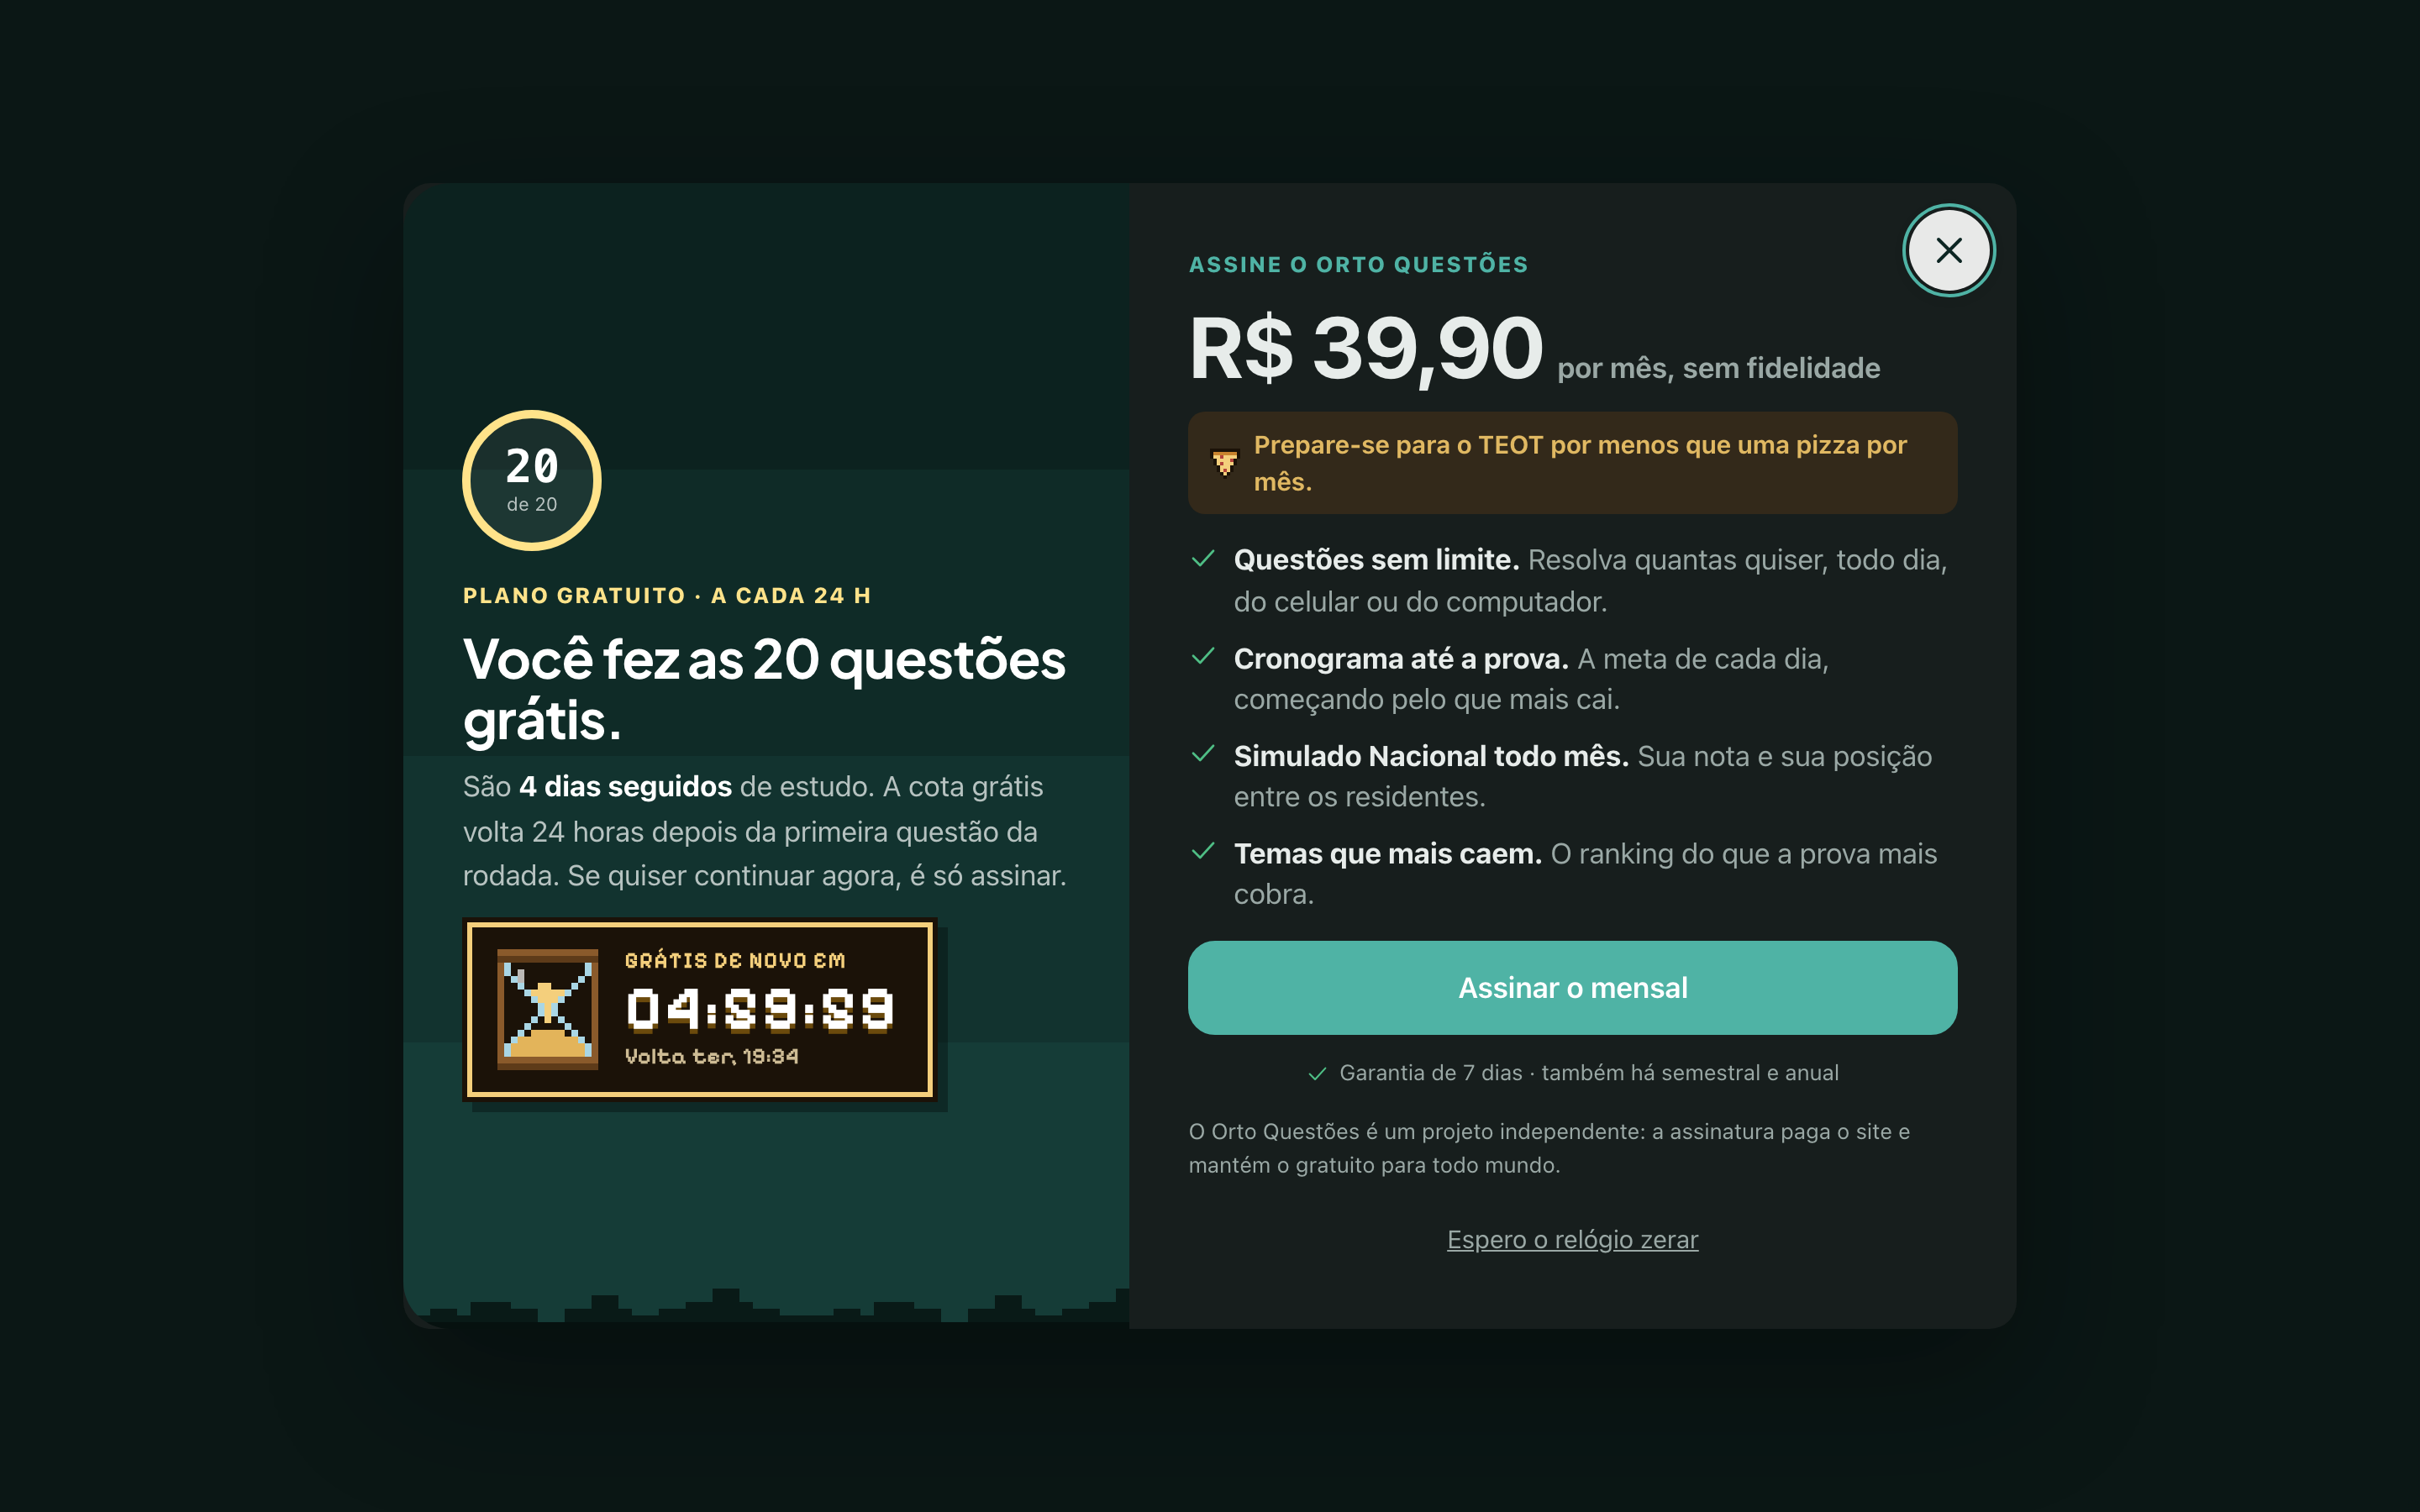 20
de 20
PLANO GRATUITO · A CADA 24 H
Você fez as 20 questões
grátis.
São 4 dias seguidos de estudo. A cota grátis
volta 24 horas depois da primeira questão da
rodada. Se quiser continuar agora, é só assinar.
GRÁTIS DE NOVO EM
04:59:59
Volta ter, 19:34
ASSINE O ORTO QUESTÕES
R$ 39,90 por mês, sem fidelidade
Prepare-se para o TEOT por menos que uma pizza por
mês.
Questões sem limite. Resolva quantas quiser, todo dia,
do celular ou do computador.
Cronograma até a prova. A meta de cada dia,
começando pelo que mais cai.
Simulado Nacional todo mês. Sua nota e sua posição
entre os residentes.
Temas que mais caem. O ranking do que a prova mais
cobra.
Assinar o mensal
Garantia de 7 dias · também há semestral e anual
O Orto Questões é um projeto independente: a assinatura paga o site e
mantém o gratuito para todo mundo.
Espero o relógio zerar